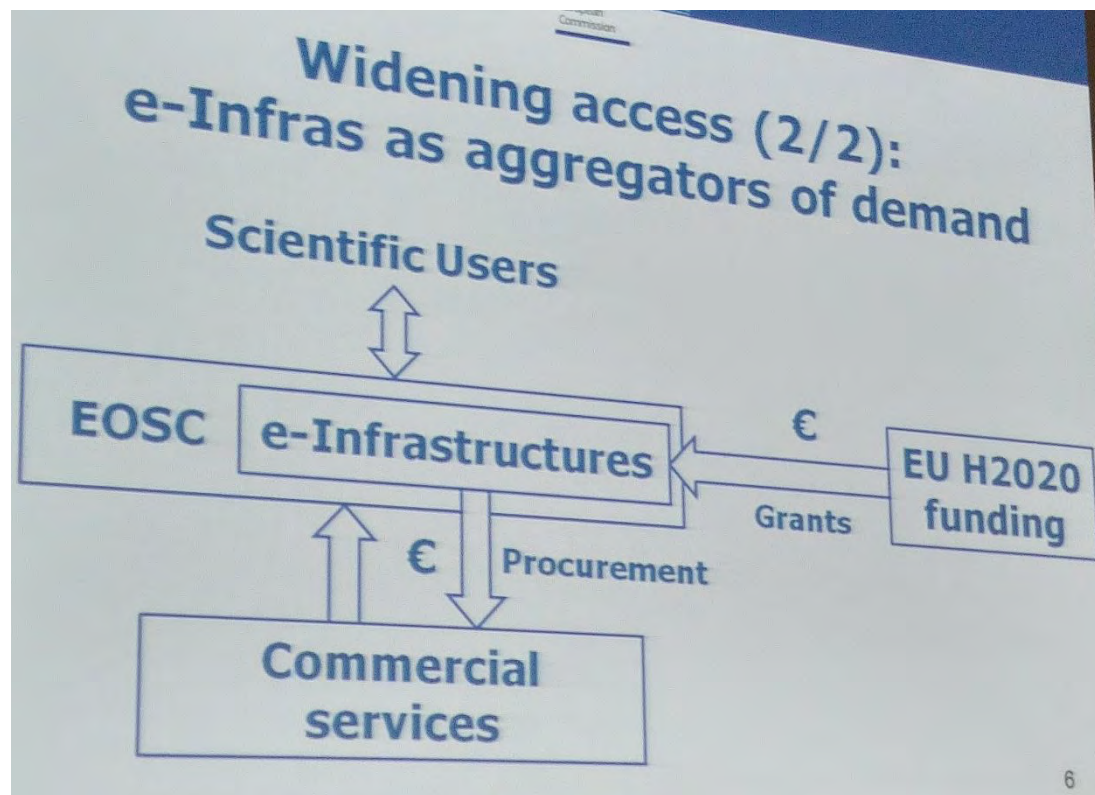 Commission
Widening access (2/2):
e-Infras as aggregators of demand
Scientific Users
EOSC
e-Infrastructures
€
Grants
EU H2020
funding
€
Procurement
Commercial
services
6